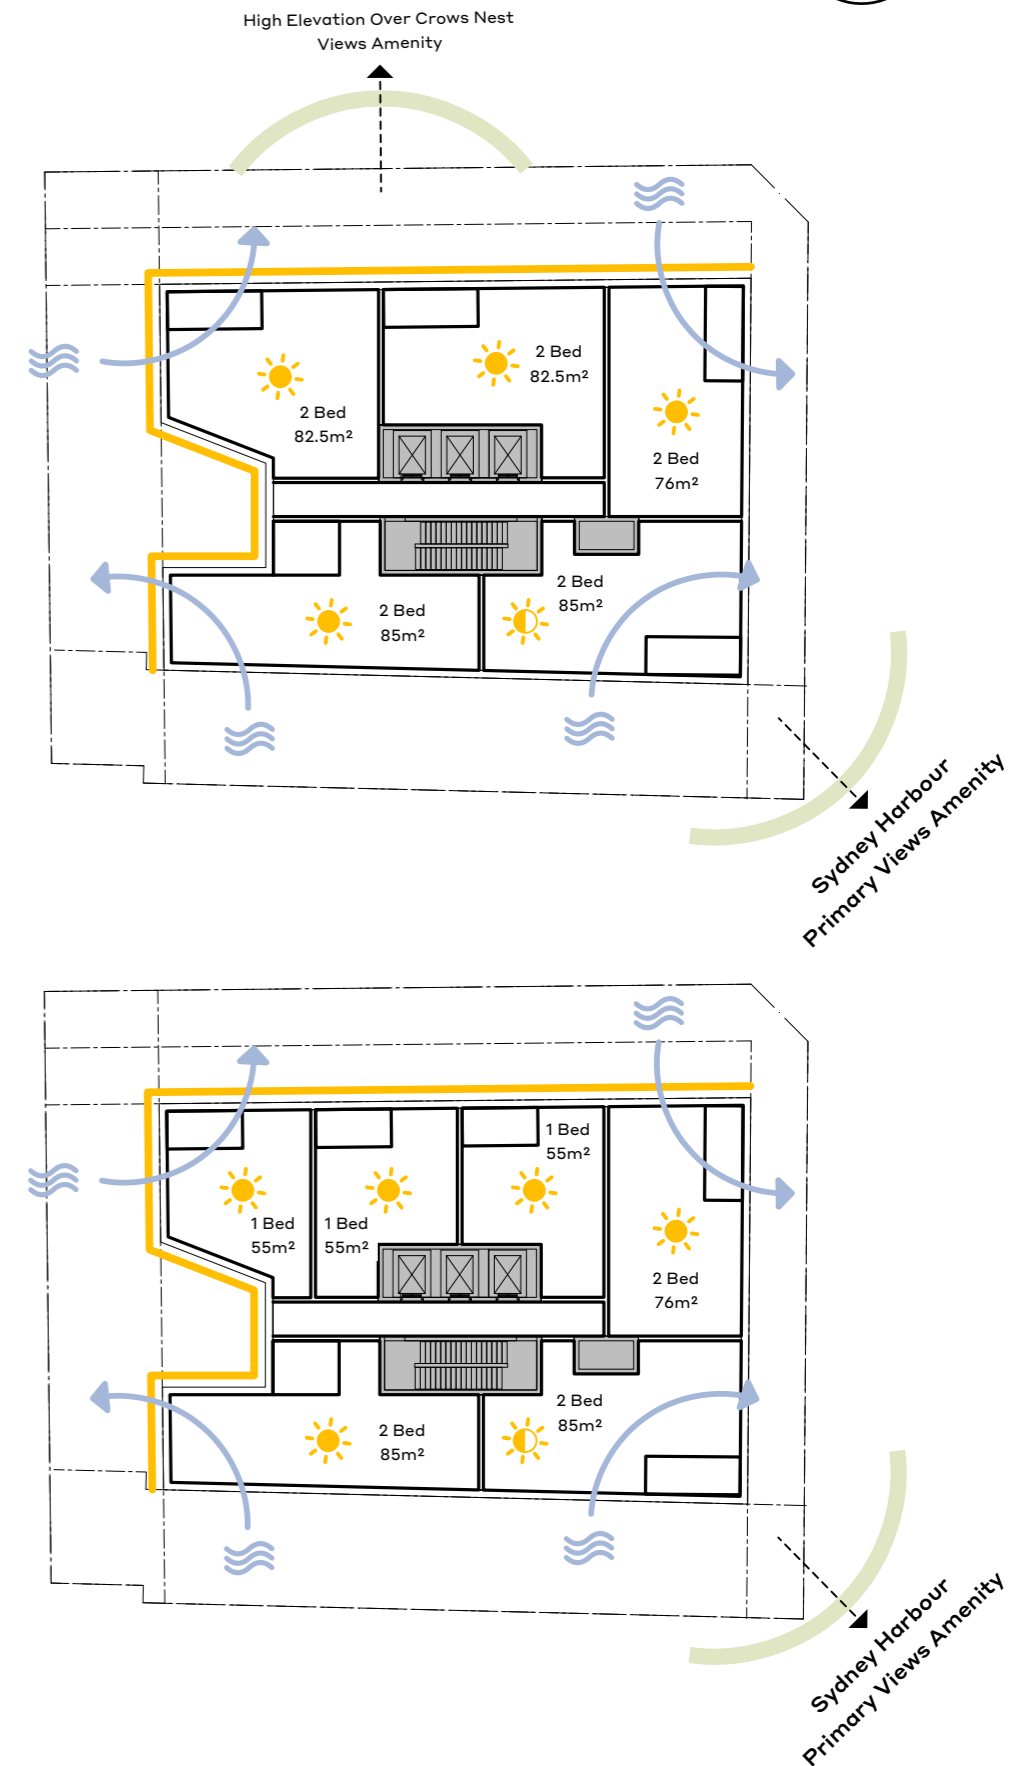 High Elevation Over Crows Nest
Views Amenity
2 Bed
82.5m²
2 Bed
82.5m²
2 Bed
76m²
2 Bed
85m²
2 Bed
85m²
Sydney Harbour
Primary Views Amenity
1 Bed
55m²
1 Bed
55m²
1 Bed
55m²
2 Bed
76m²
2 Bed
85m²
2 Bed
85m²
Sydney Harbour
Primary Views Amenity